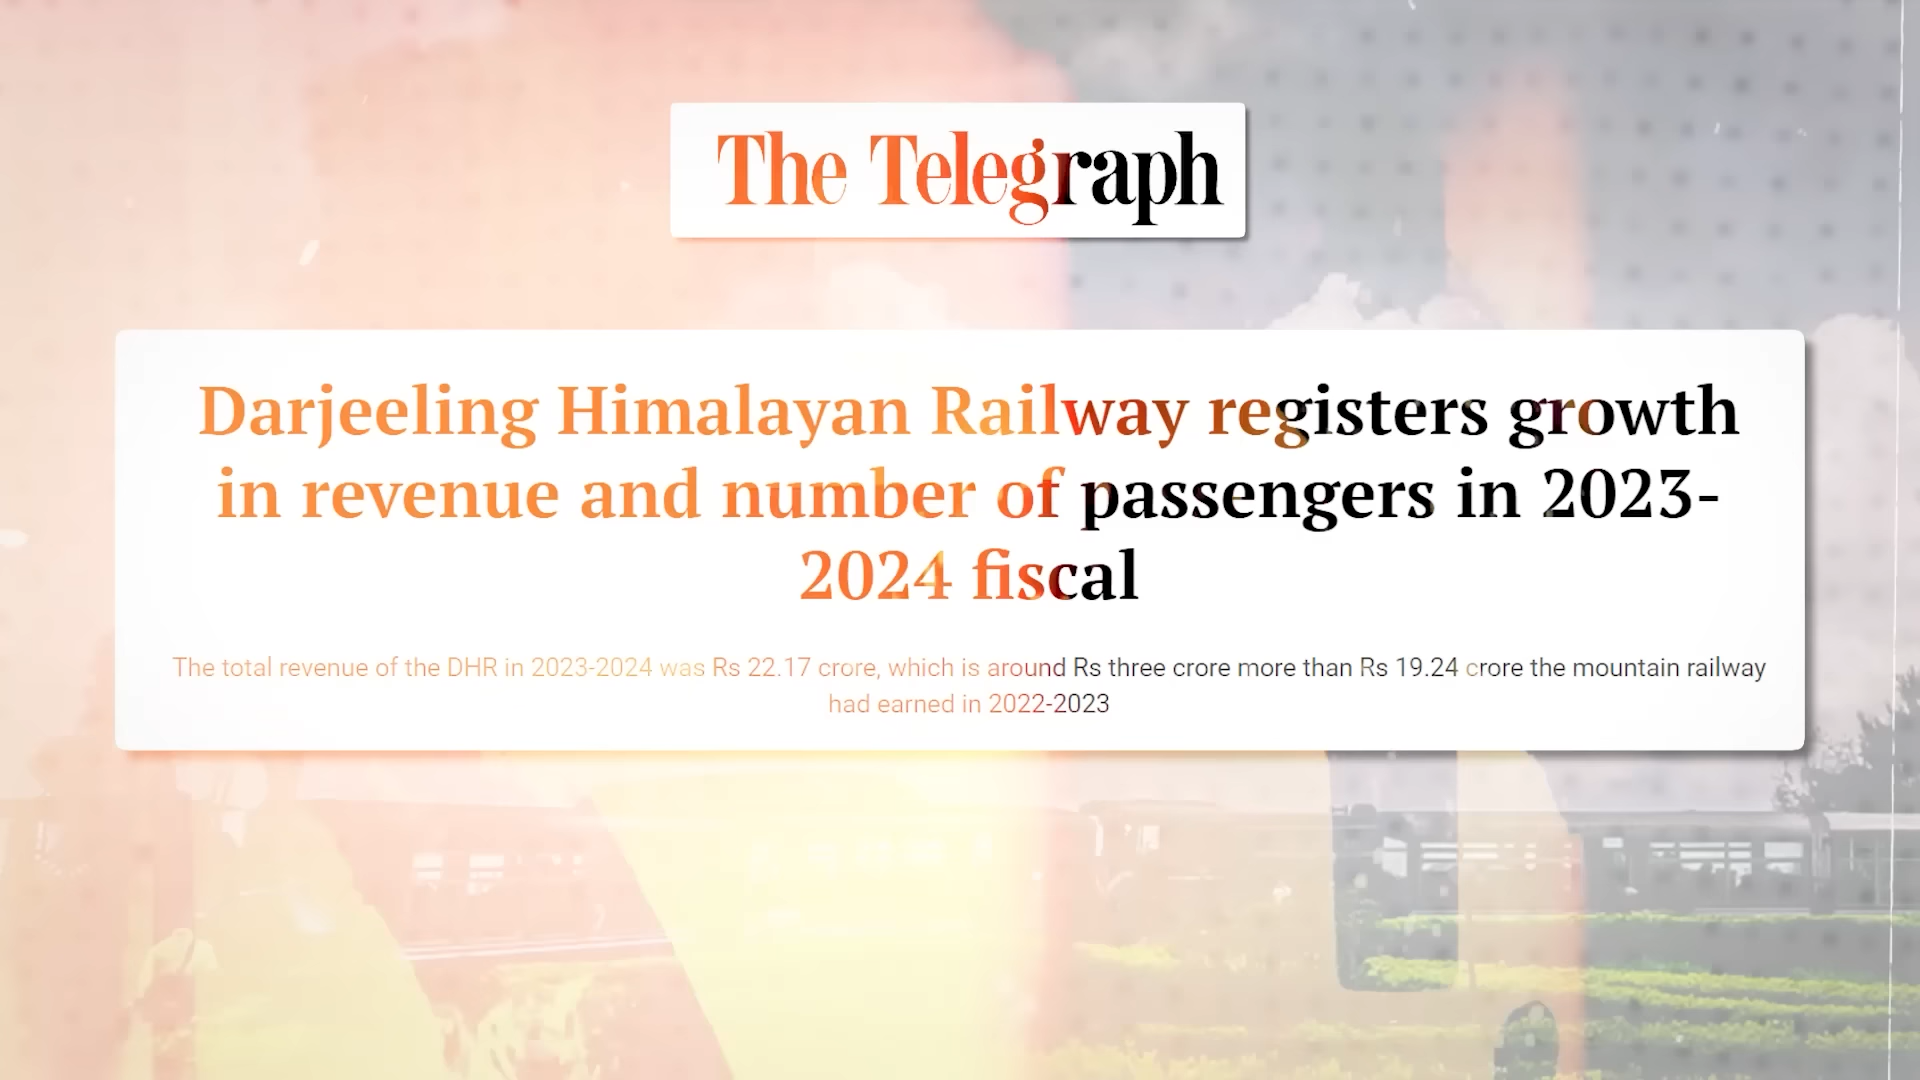 The Telegraph
Darjeeling Himalayan Railway registers growth
in revenue and number of passengers in 2023-
2024 fiscal
The total revenue of the DHR in 2023-2024 was Rs 22.17 crore, which is around Rs three crore more than Rs 19.24 crore the mountain railway
had earned in 2022-2023